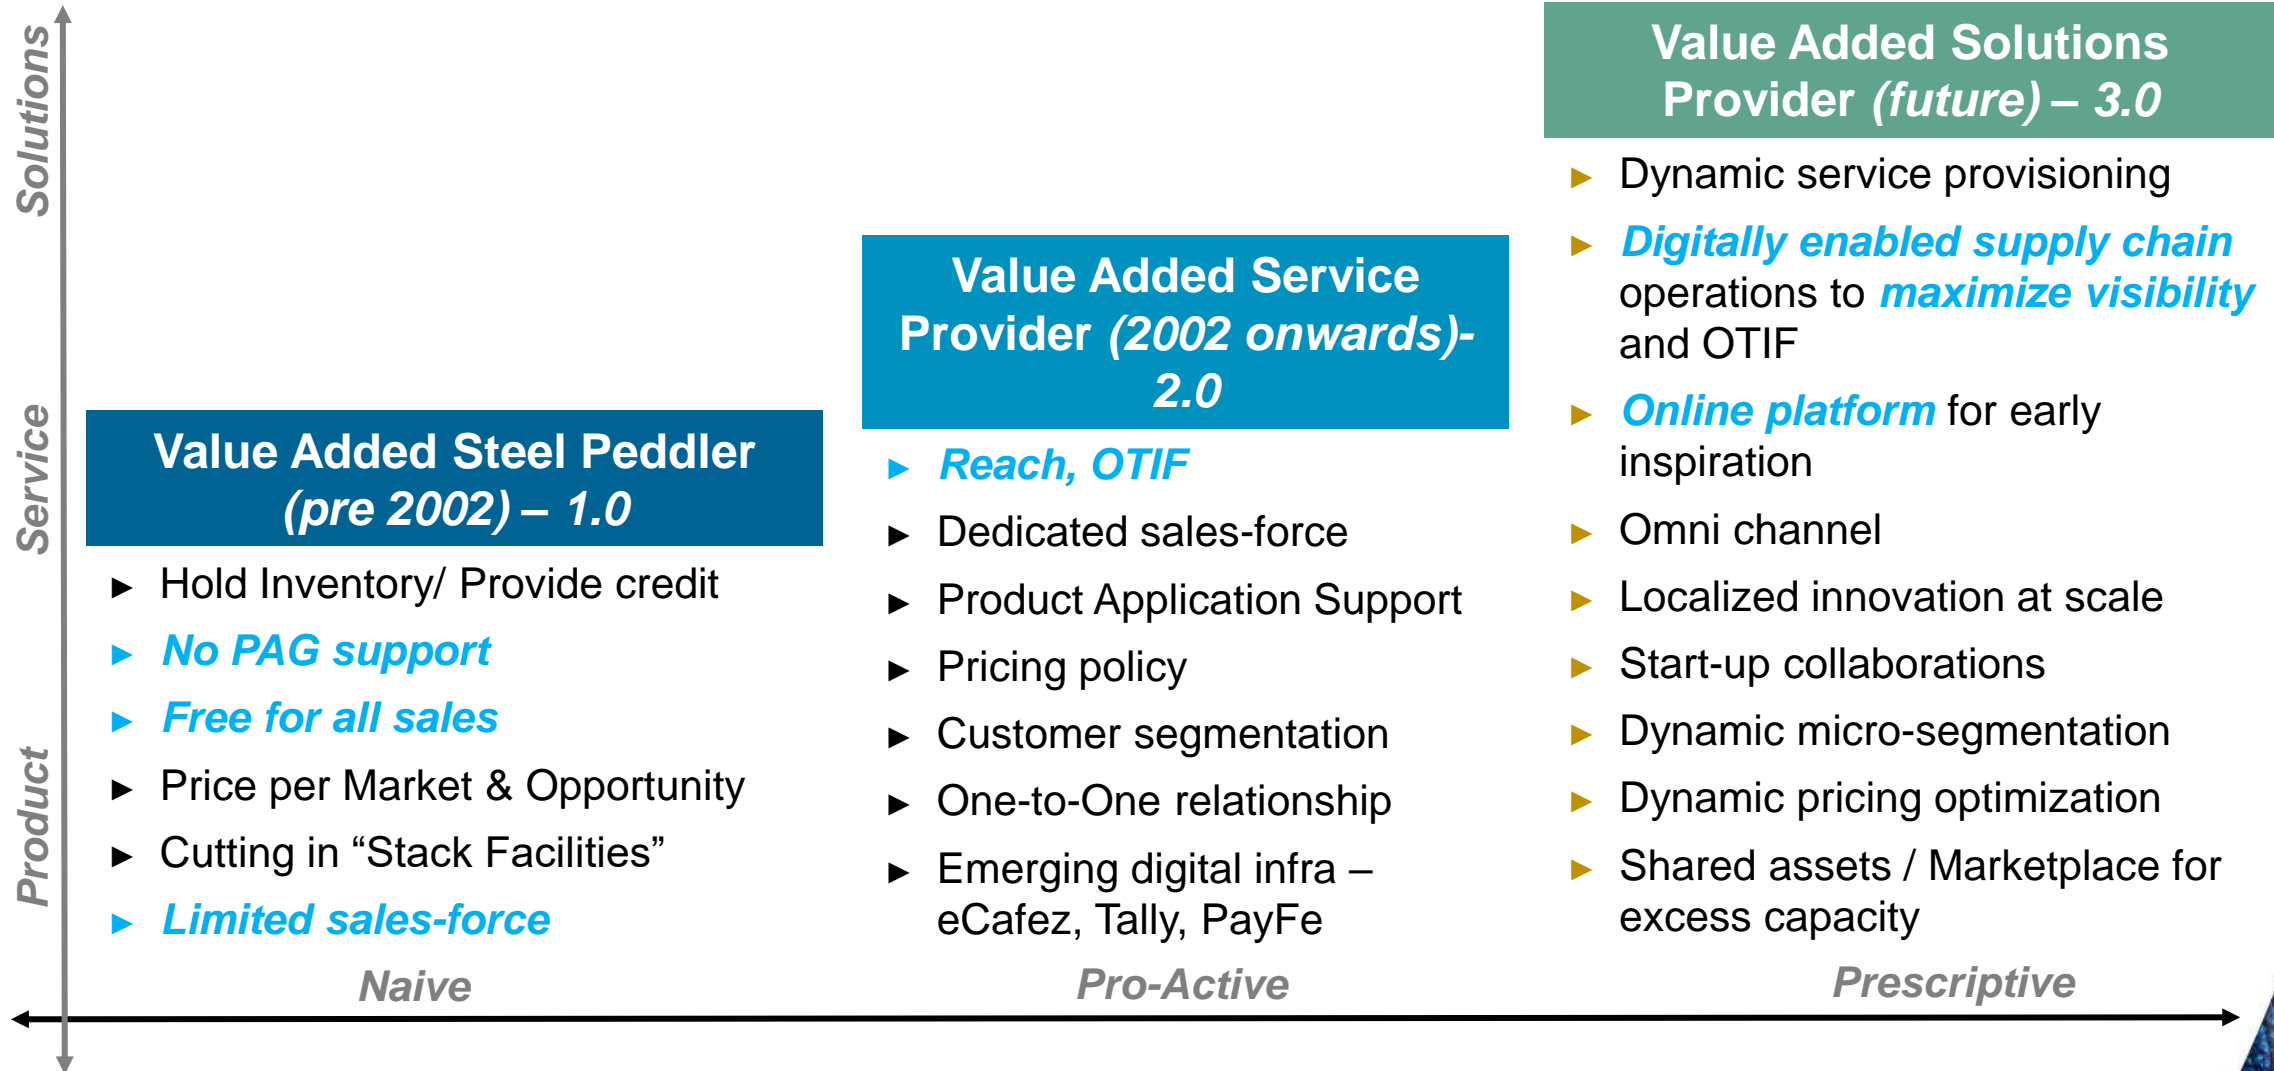 Solutions
Service
Product
Value Added Steel Peddler
(pre 2002) – 1.0
► Hold Inventory/ Provide credit
► No PAG support
► Free for all sales
► Price per Market & Opportunity
► Cutting in “Stack Facilities”
► Limited sales-force
Naive
Value Added Service
Provider (2002 onwards)-
2.0
► Reach, OTIF
► Dedicated sales-force
► Product Application Support
► Pricing policy
► Customer segmentation
► One-to-One relationship
► Emerging digital infra –
eCafez, Tally, PayFe
Pro-Active
Value Added Solutions
Provider (future) – 3.0
► Dynamic service provisioning
► Digitally enabled supply chain
operations to maximize visibility
and OTIF
► Online platform for early
inspiration
► Omni channel
► Localized innovation at scale
► Start-up collaborations
► Dynamic micro-segmentation
► Dynamic pricing optimization
► Shared assets / Marketplace for
excess capacity
Prescriptive